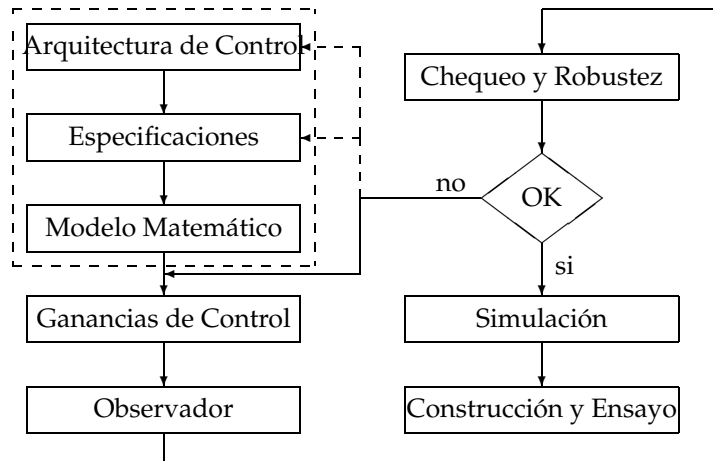 Arquitectura de Control
Especificaciones
Modelo Matemático
Ganancias de Control
Observador
Chequeo y Robustez
no
OK
si
Simulación
Construcción y Ensayo